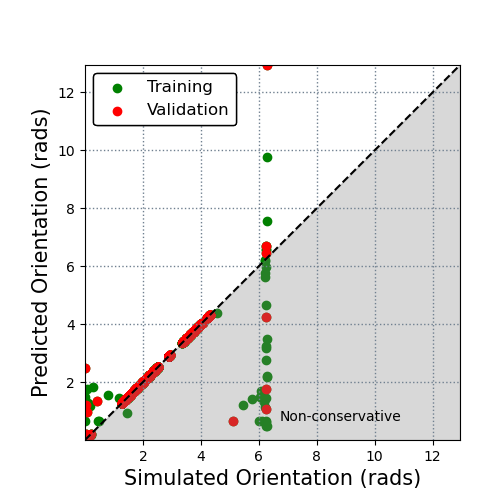 Training
Validation
12
10
8
6
4
2
Predicted Orientation (rads)
Non-conservative
2 4 6 8 10 12
Simulated Orientation (rads)